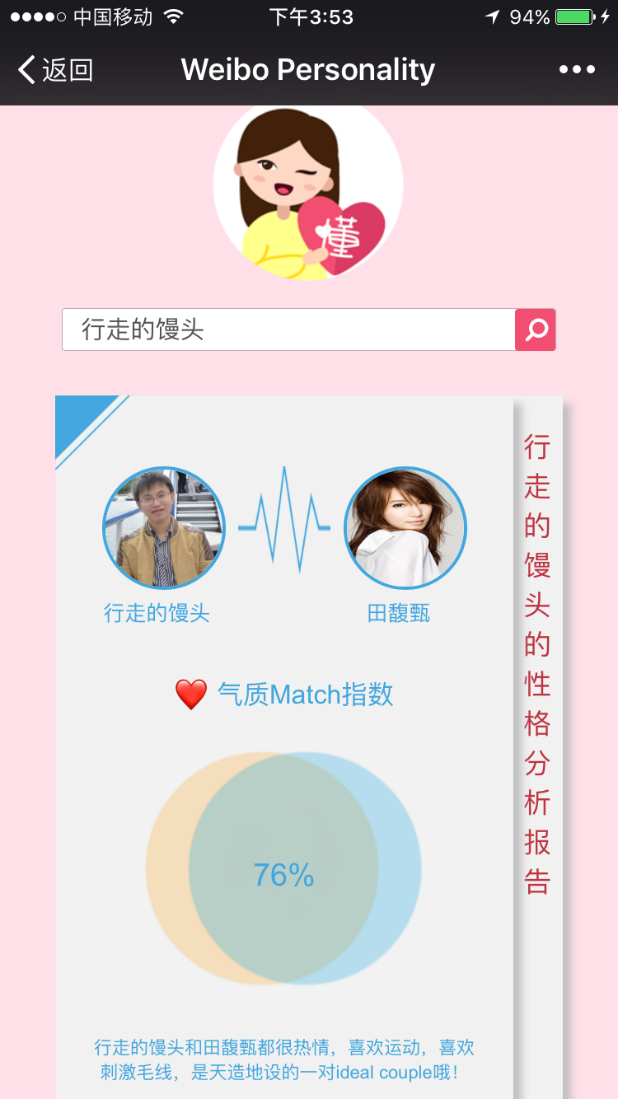 中国移动
下午3:53
94%
返回
Weibo Personality
懂
行走的馒头
行走的馒头
田馥甄
❤️ 气质Match指数
76%
行走的馒头和田馥甄都很热情，喜欢运动，喜欢
刺激毛线，是天造地设的一对ideal couple哦！
行走的馒头的性格分析报告